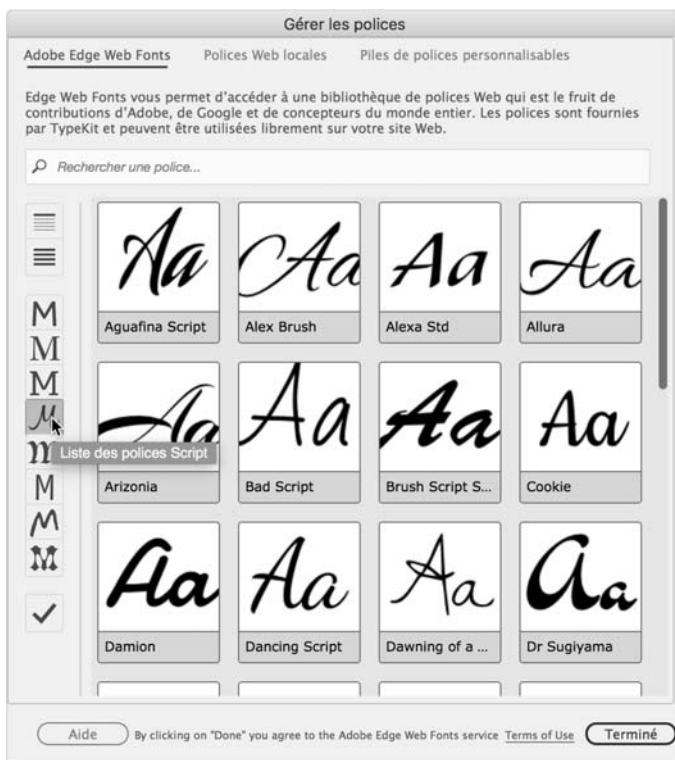 Gérer les polices
Adobe Edge Web Fonts Polices Web locales Piles de polices personnalisables
Edge Web Fonts vous permet d'accéder à une bibliothèque de polices Web qui est le fruit de
contributions d'Adobe, de Google et de concepteurs du monde entier. Les polices sont fournies
par TypeKit et peuvent être utilisées librement sur votre site Web.
Rechercher une police...
Aa Aa Aa Aa
Aguafina Script Alex Brush Alexa Std Allura
M
M
M
M
Liste des polices Script
Aa Aa Aa Aa
Arizonia Bad Script Brush Script S... Cookie
m
M
M
M
Aa Aa Aa Aa
Damion Dancing Script Dawning of a ... Dr Sugiyama
Aide By clicking on "Done" you agree to the Adobe Edge Web Fonts service Terms of Use Terminé